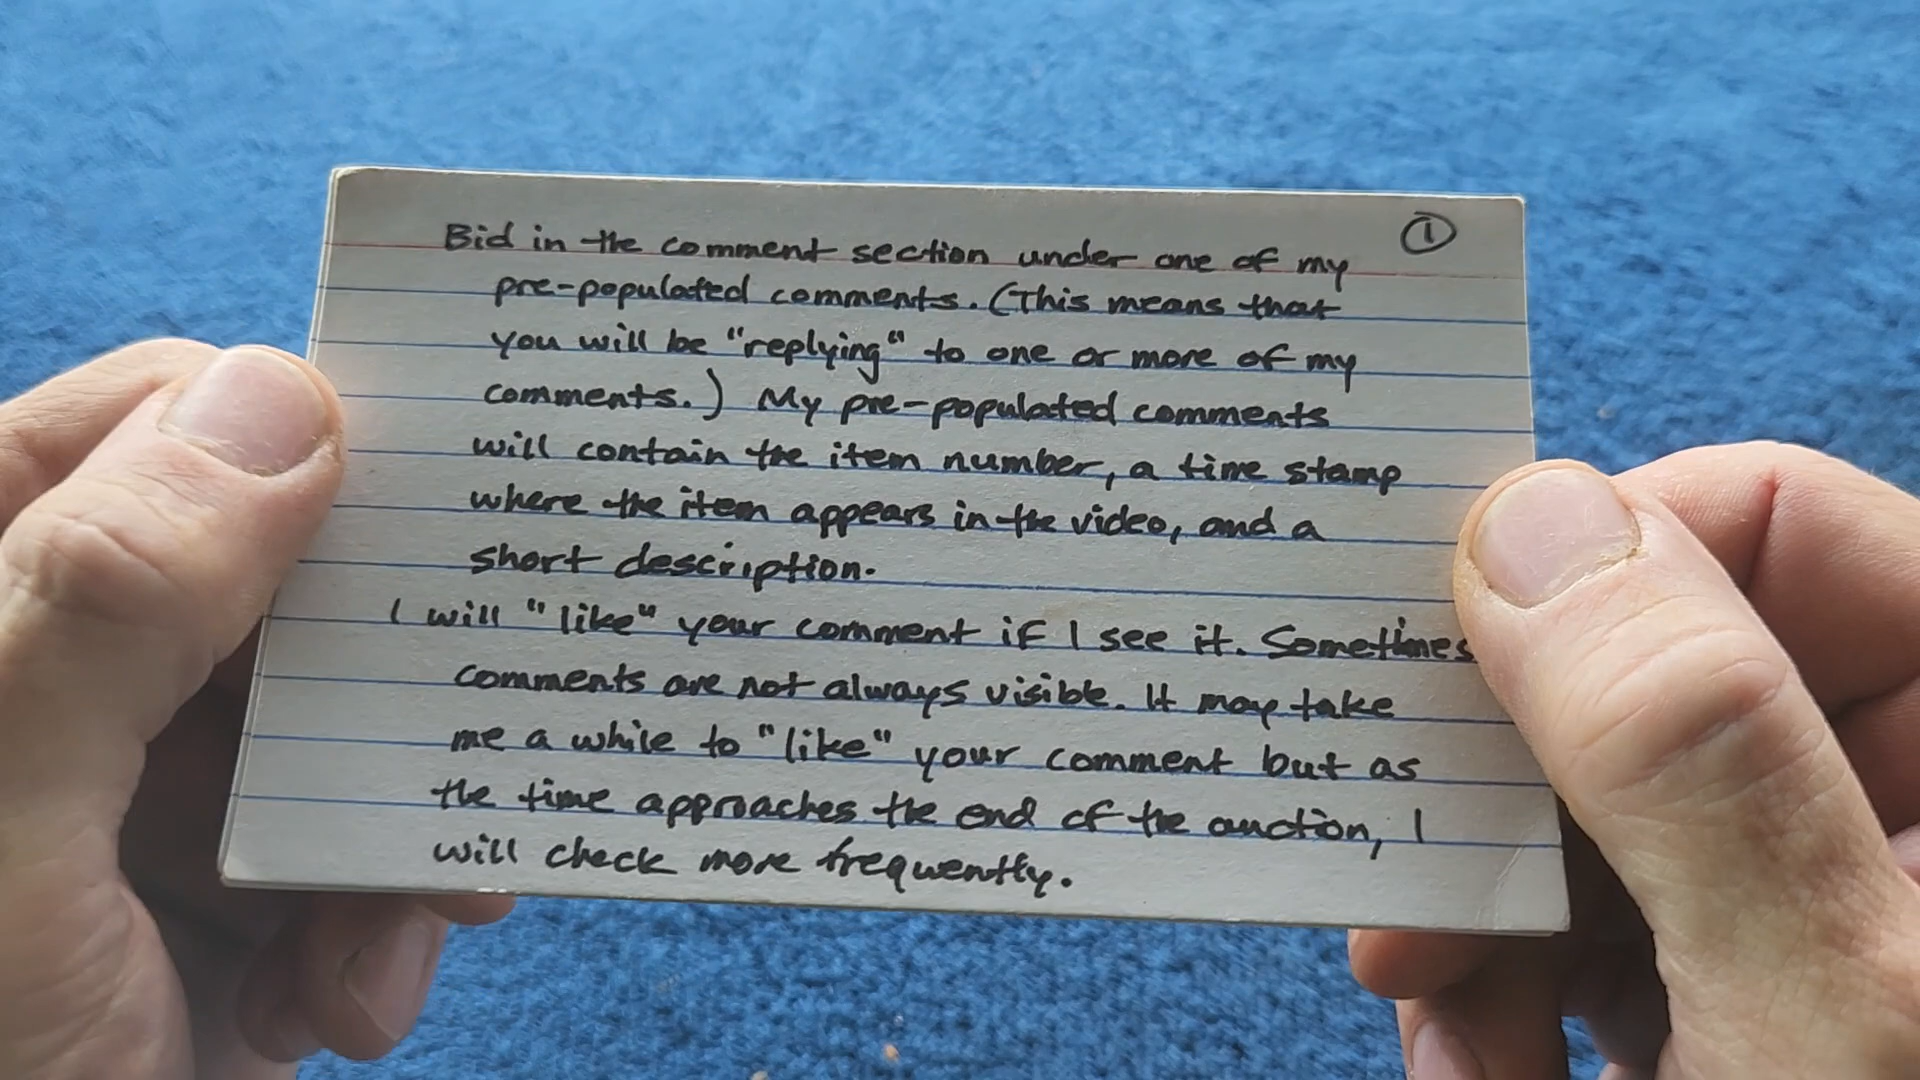 ①
Bid in the comment section under one of my
pre-populated comments. (This means that
you will be "replying" to one or more of my
comments.) My pre-populated comments
will contain the item number, a time stamp
where the item appears in the video, and a
short description.
I will "like" your comment if I see it. Sometimes
comments are not always visible. It may take
me a while to "like" your comment but as
the time approaches the end of the auction, I
will check more frequently.